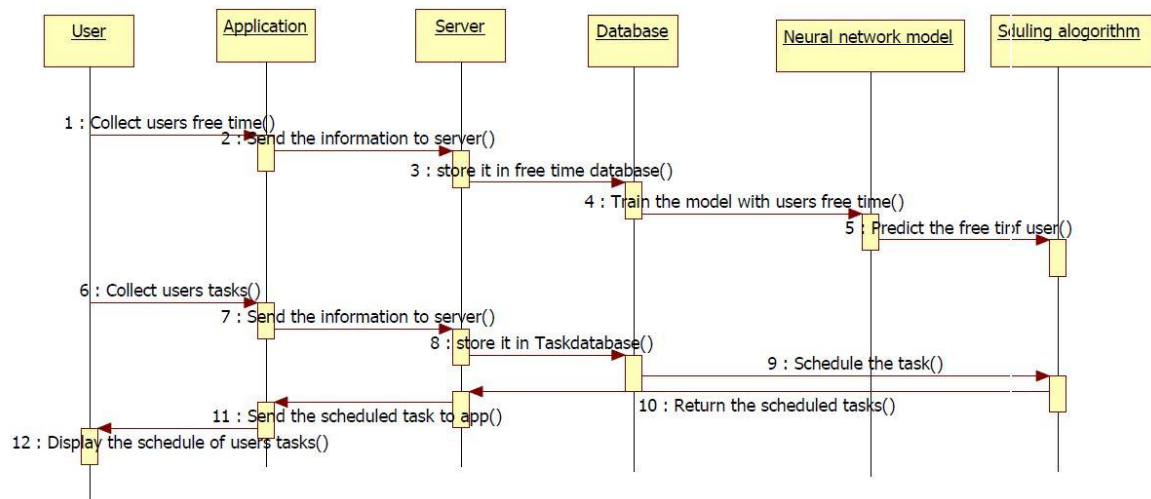 User
Application
Server
Database
Neural network model
Sduling alogorithm
1 : Collect users free time()
2 : Send the information to server()
3 : store it in free time database()
4 : Train the model with users free time()
5 : Predict the free tirf user()
6 : Collect users tasks()
7 : Send the information to server()
8 : store it in Taskdatabase()
9 : Schedule the task()
10 : Return the scheduled tasks()
11 : Send the scheduled task to app()
12 : Display the schedule of users tasks()